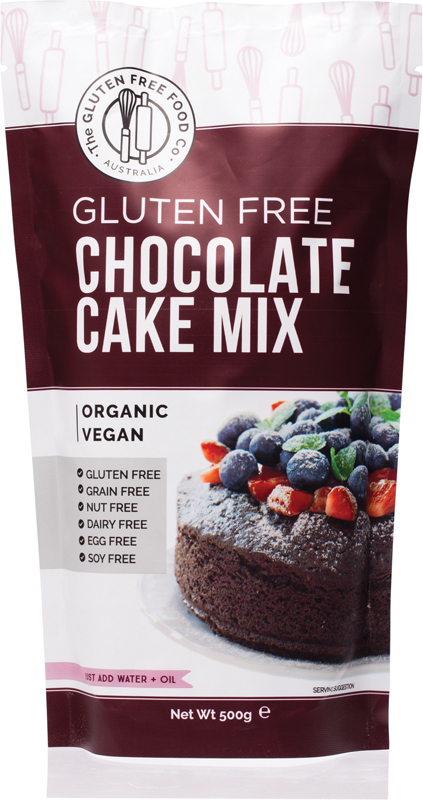 The GLUTEN FREE FOOD Co.
AUSTRALIA
GLUTEN FREE
CHOCOLATE
CAKE MIX
ORGANIC
VEGAN
GLUTEN FREE
GRAIN FREE
NUT FREE
DAIRY FREE
EGG FREE
SOY FREE
UST ADD WATER + OIL
SERVING SUGGESTION
Net Wt 500g e